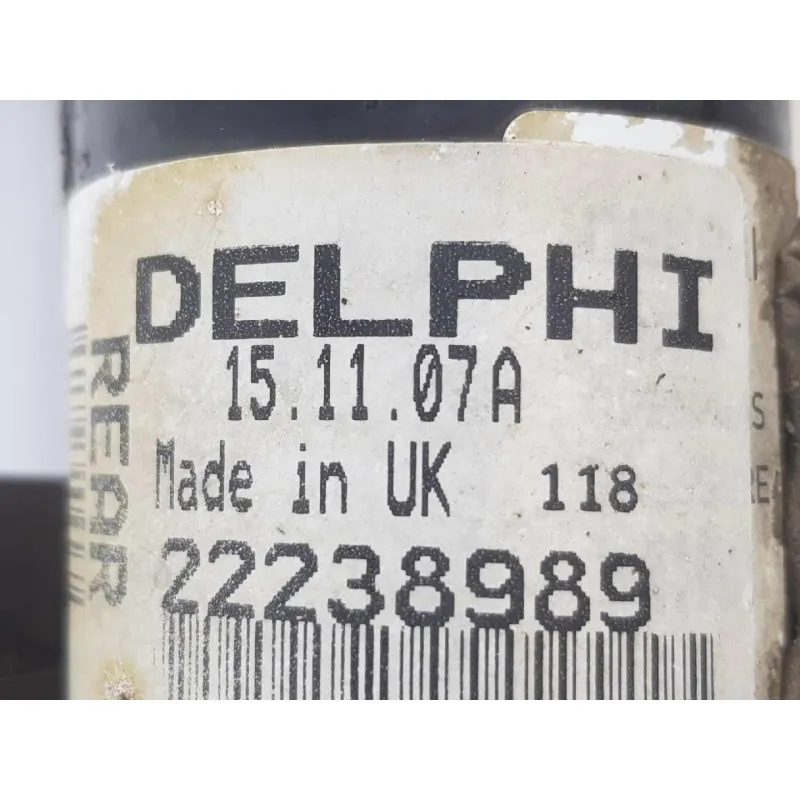 DELPHI
15.11.07A
Made in UK 118
22238989
REAR